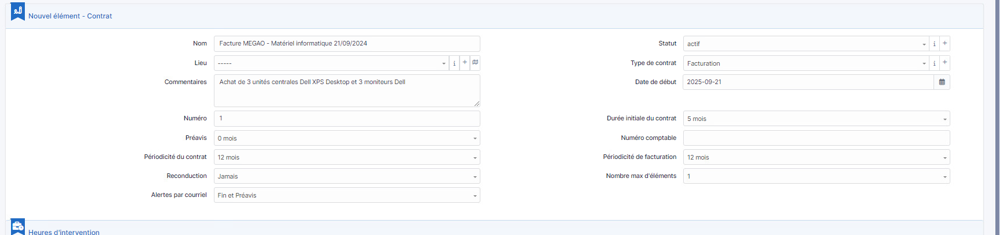 Nouvel élément - Contrat
Nom Facture MEGAO - Matériel informatique 21/09/2024
Statut actif
Lieu -----
Type de contrat Facturation
Commentaires Achat de 3 unités centrales Dell XPS Desktop et 3 moniteurs Dell
Date de début 2025-09-21
Numéro 1
Durée initiale du contrat 5 mois
Préavis 0 mois
Numéro comptable
Périodicité du contrat 12 mois
Périodicité de facturation 12 mois
Reconduction Jamais
Nombre max d'éléments 1
Alertes par courriel Fin et Préavis
Heures d'intervention